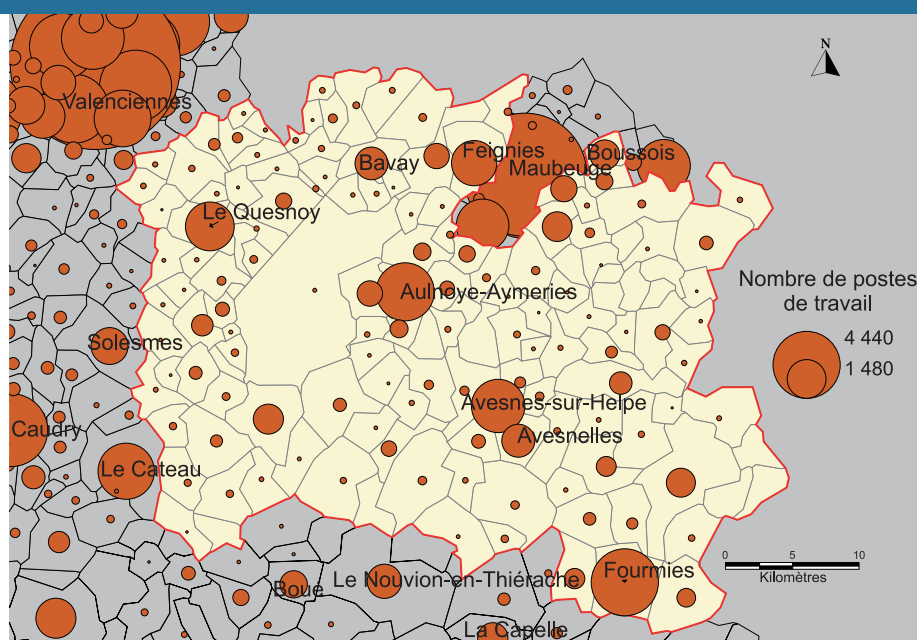 N
Valenciennes
Feignies
Boussois
Bavay
Maubeuge
Le Quesnoy
Nombre de postes
de travail
Aulnoye-Aymeries
4 440
Solesmes
1 480
Avesnes-sur-Helpe
Caudry
Avesnelles
Le Cateau
0 5 10
Kilomètres
Fourmies
Le Nouvion-en-Thiérache
Boué
La Capelle